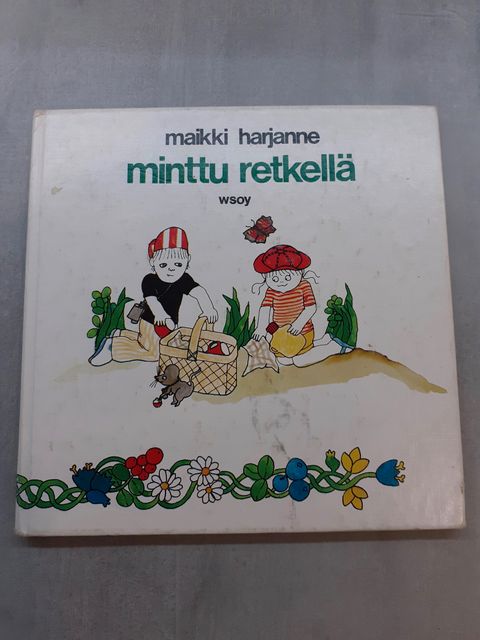 maikki harjanne
minttu retkellä
wsoy